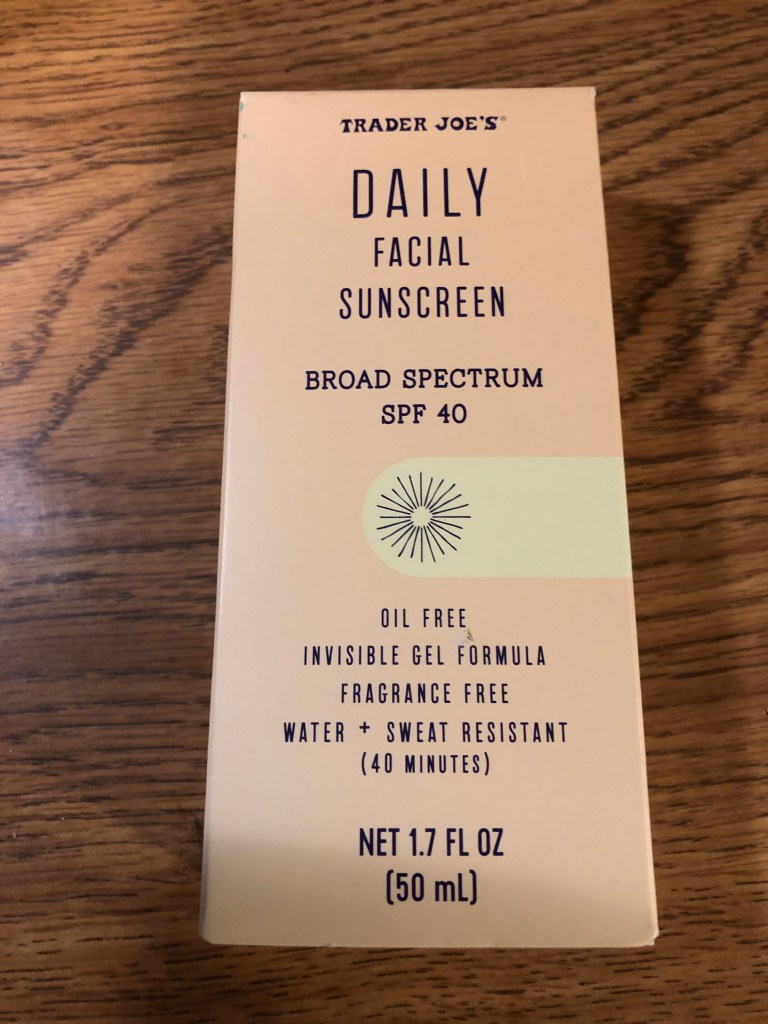 TRADER JOE'S®
DAILY
FACIAL
SUNSCREEN
BROAD SPECTRUM
SPF 40
OIL FREE
INVISIBLE GEL FORMULA
FRAGRANCE FREE
WATER + SWEAT RESISTANT
(40 MINUTES)
NET 1.7 FL OZ
(50 mL)